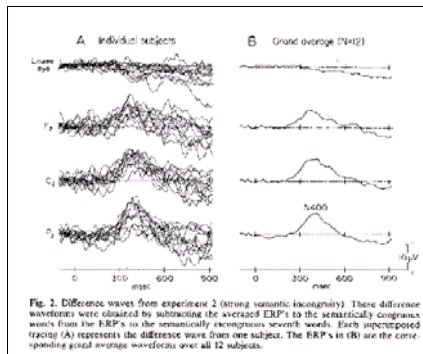 A Individual subjects
B Grand average (N=12)
Lower
eye
Fz
Cz
Pz
N400
0 300 600 900
msec
0 300 600 900
msec
10 µV
Fig. 2. Difference waves from experiment 2 (strong semantic incongruity). These difference
waveforms were obtained by subtracting the averaged ERP's to the semantically congruous
words from the ERP's to the semantically incongruous seventh words. Each superimposed
tracing (A) represents the difference wave from one subject. The ERP's in (B) are the corre-
sponding grand average waveforms over all 12 subjects.